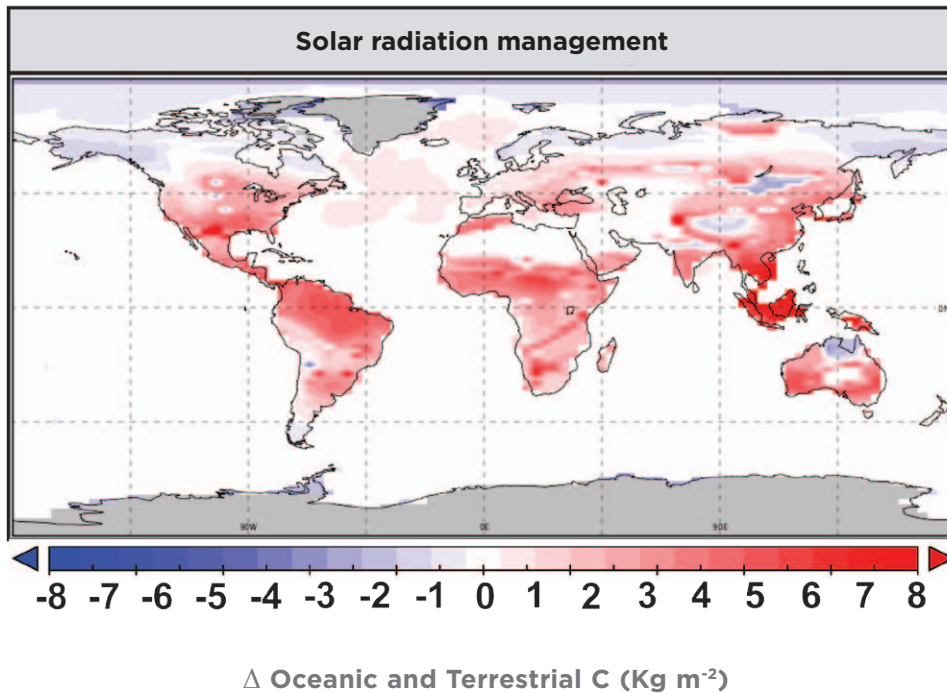 Solar radiation management
0N
90W 0E 90E
-8 -7 -6 -5 -4 -3 -2 -1 0 1 2 3 4 5 6 7 8
Δ Oceanic and Terrestrial C (Kg m⁻²)